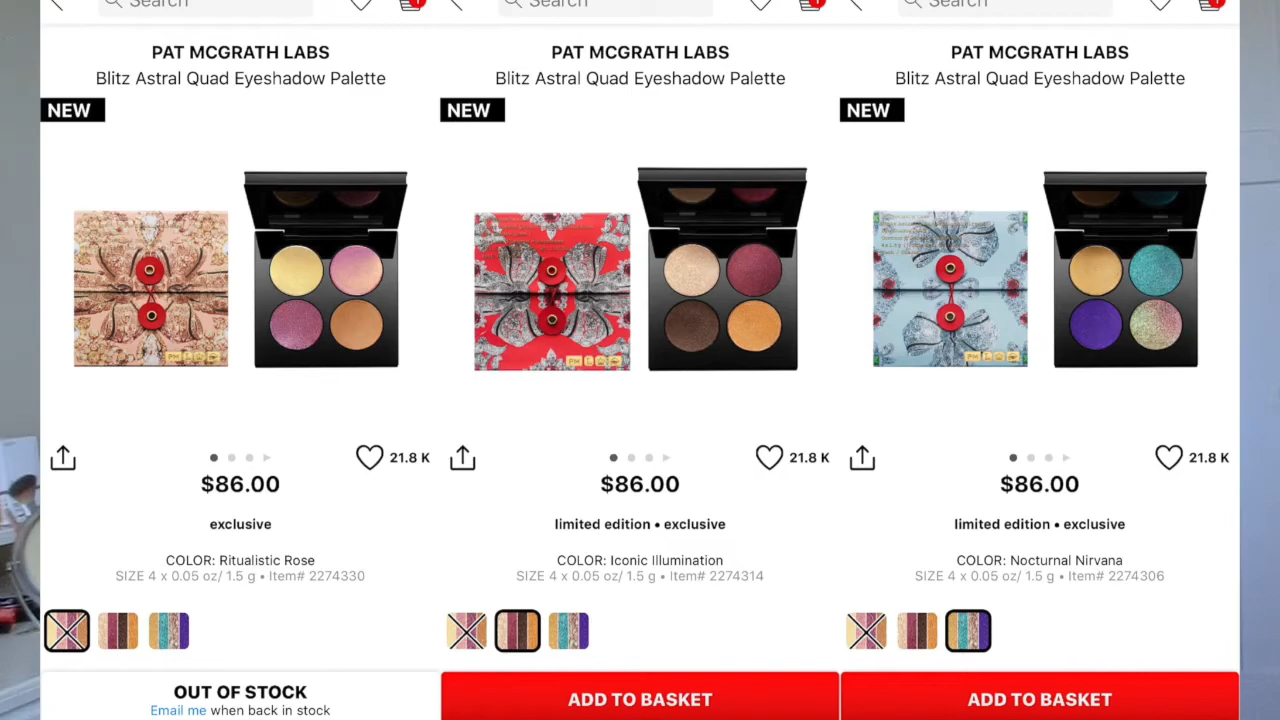 Search
PAT MCGRATH LABS
Blitz Astral Quad Eyeshadow Palette
NEW
21.8 K
$86.00
exclusive
COLOR: Ritualistic Rose
SIZE 4 x 0.05 oz/ 1.5 g • Item# 2274330
OUT OF STOCK
Email me when back in stock
Search
1
PAT MCGRATH LABS
Blitz Astral Quad Eyeshadow Palette
NEW
21.8 K
$86.00
limited edition • exclusive
COLOR: Iconic Illumination
SIZE 4 x 0.05 oz/ 1.5 g • Item# 2274314
ADD TO BASKET
Search
1
PAT MCGRATH LABS
Blitz Astral Quad Eyeshadow Palette
NEW
21.8 K
$86.00
limited edition • exclusive
COLOR: Nocturnal Nirvana
SIZE 4 x 0.05 oz/ 1.5 g • Item# 2274306
ADD TO BASKET